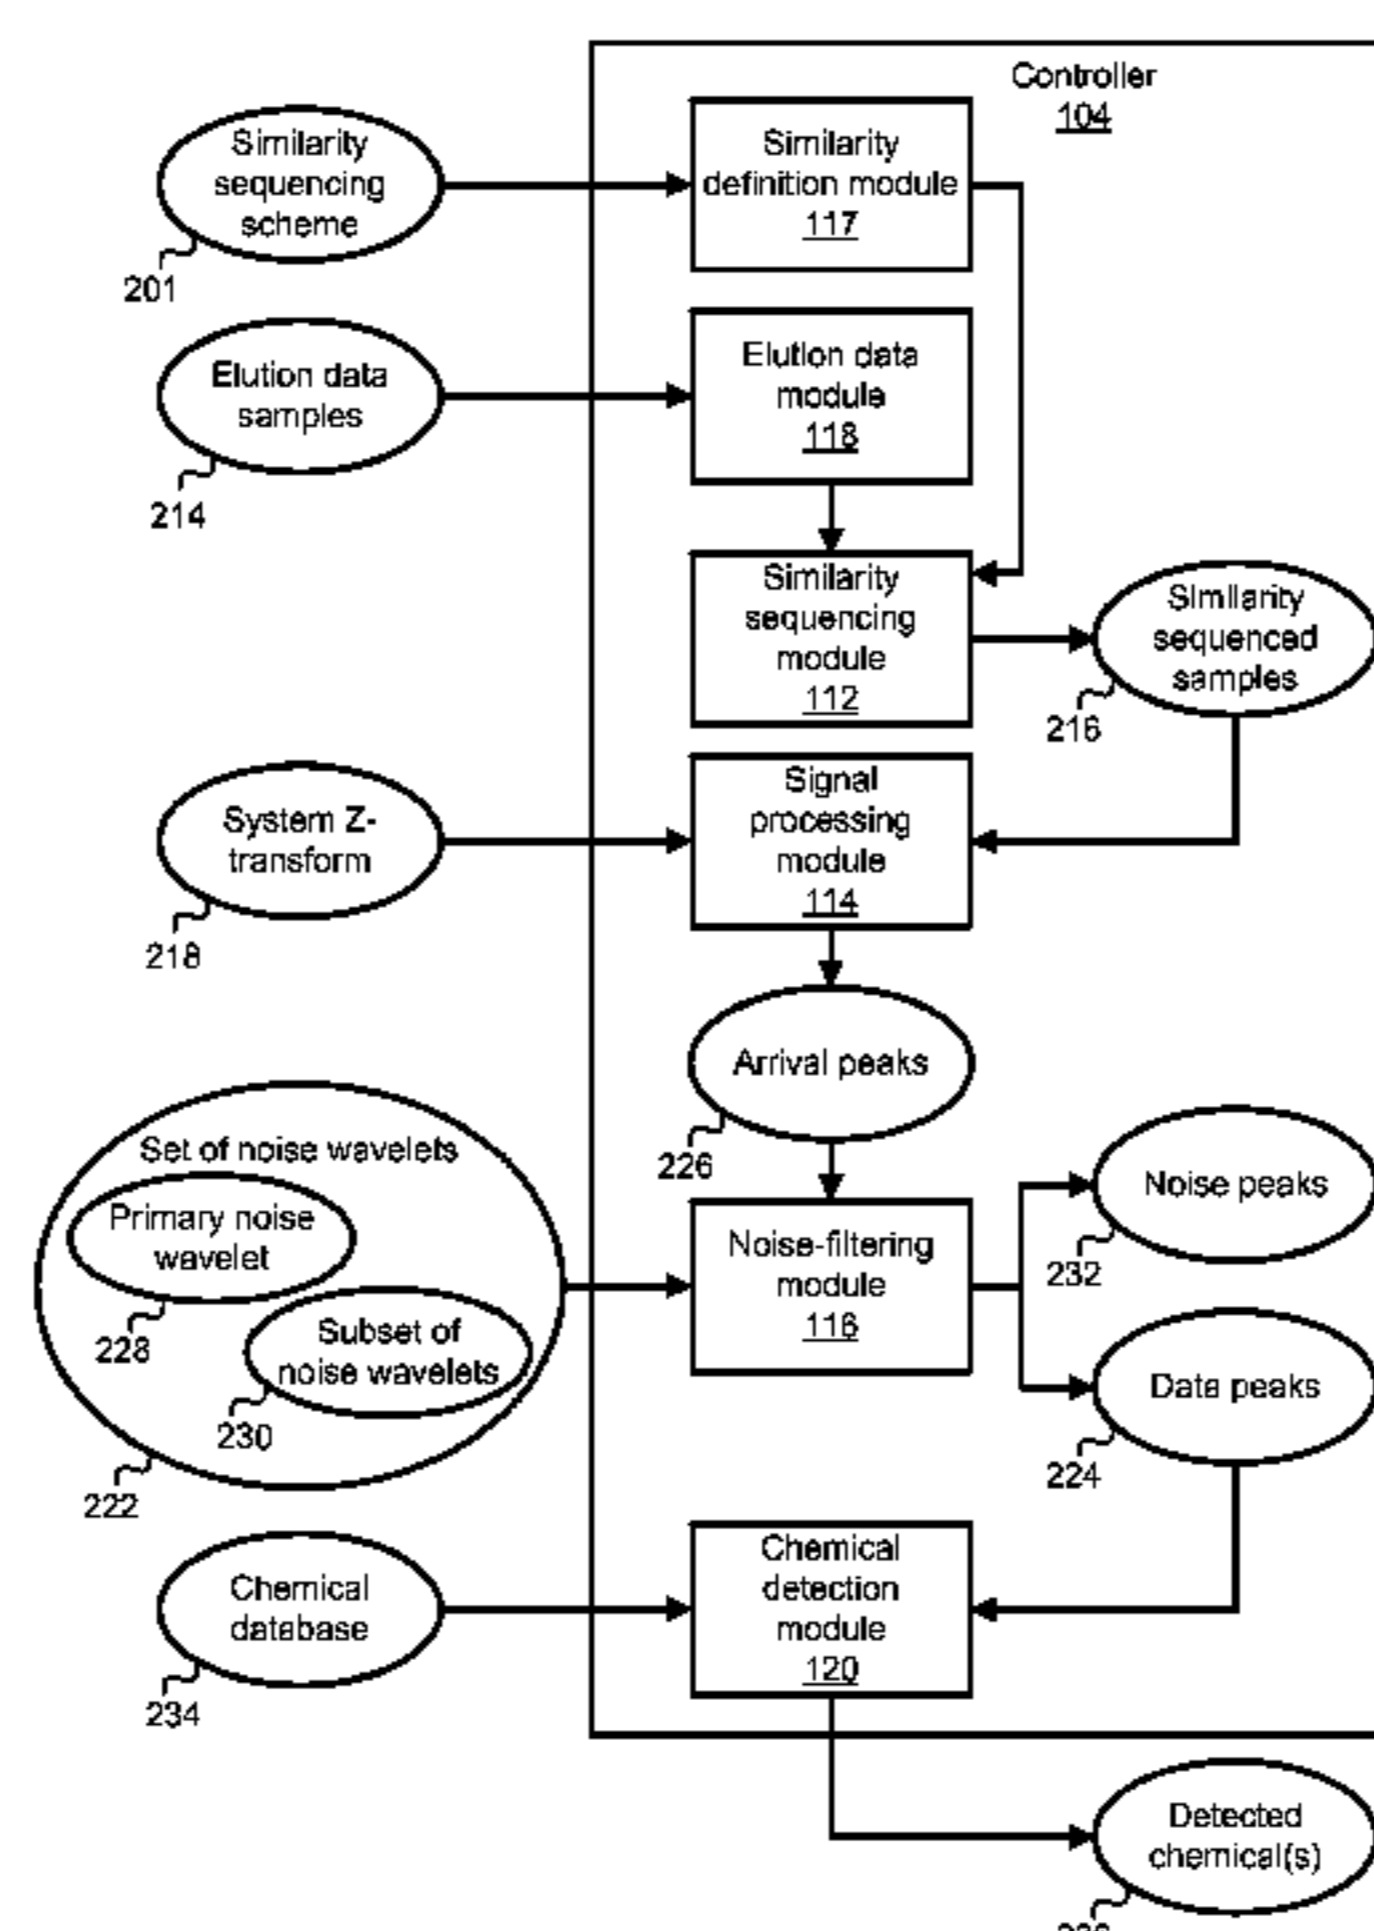 Controller
104
Similarity
sequencing
scheme
201
Similarity
definition module
117
Elution data
samples
214
Elution data
module
118
Similarity
sequencing
module
112
Similarity
sequenced
samples
216
System Z-
transform
218
Signal
processing
module
114
Arrival peaks
226
Set of noise wavelets
Primary noise
wavelet
228
Subset of
noise wavelets
230
222
Noise-filtering
module
116
Noise peaks
232
Data peaks
224
Chemical
database
234
Chemical
detection
module
120
Detected
chemical(s)